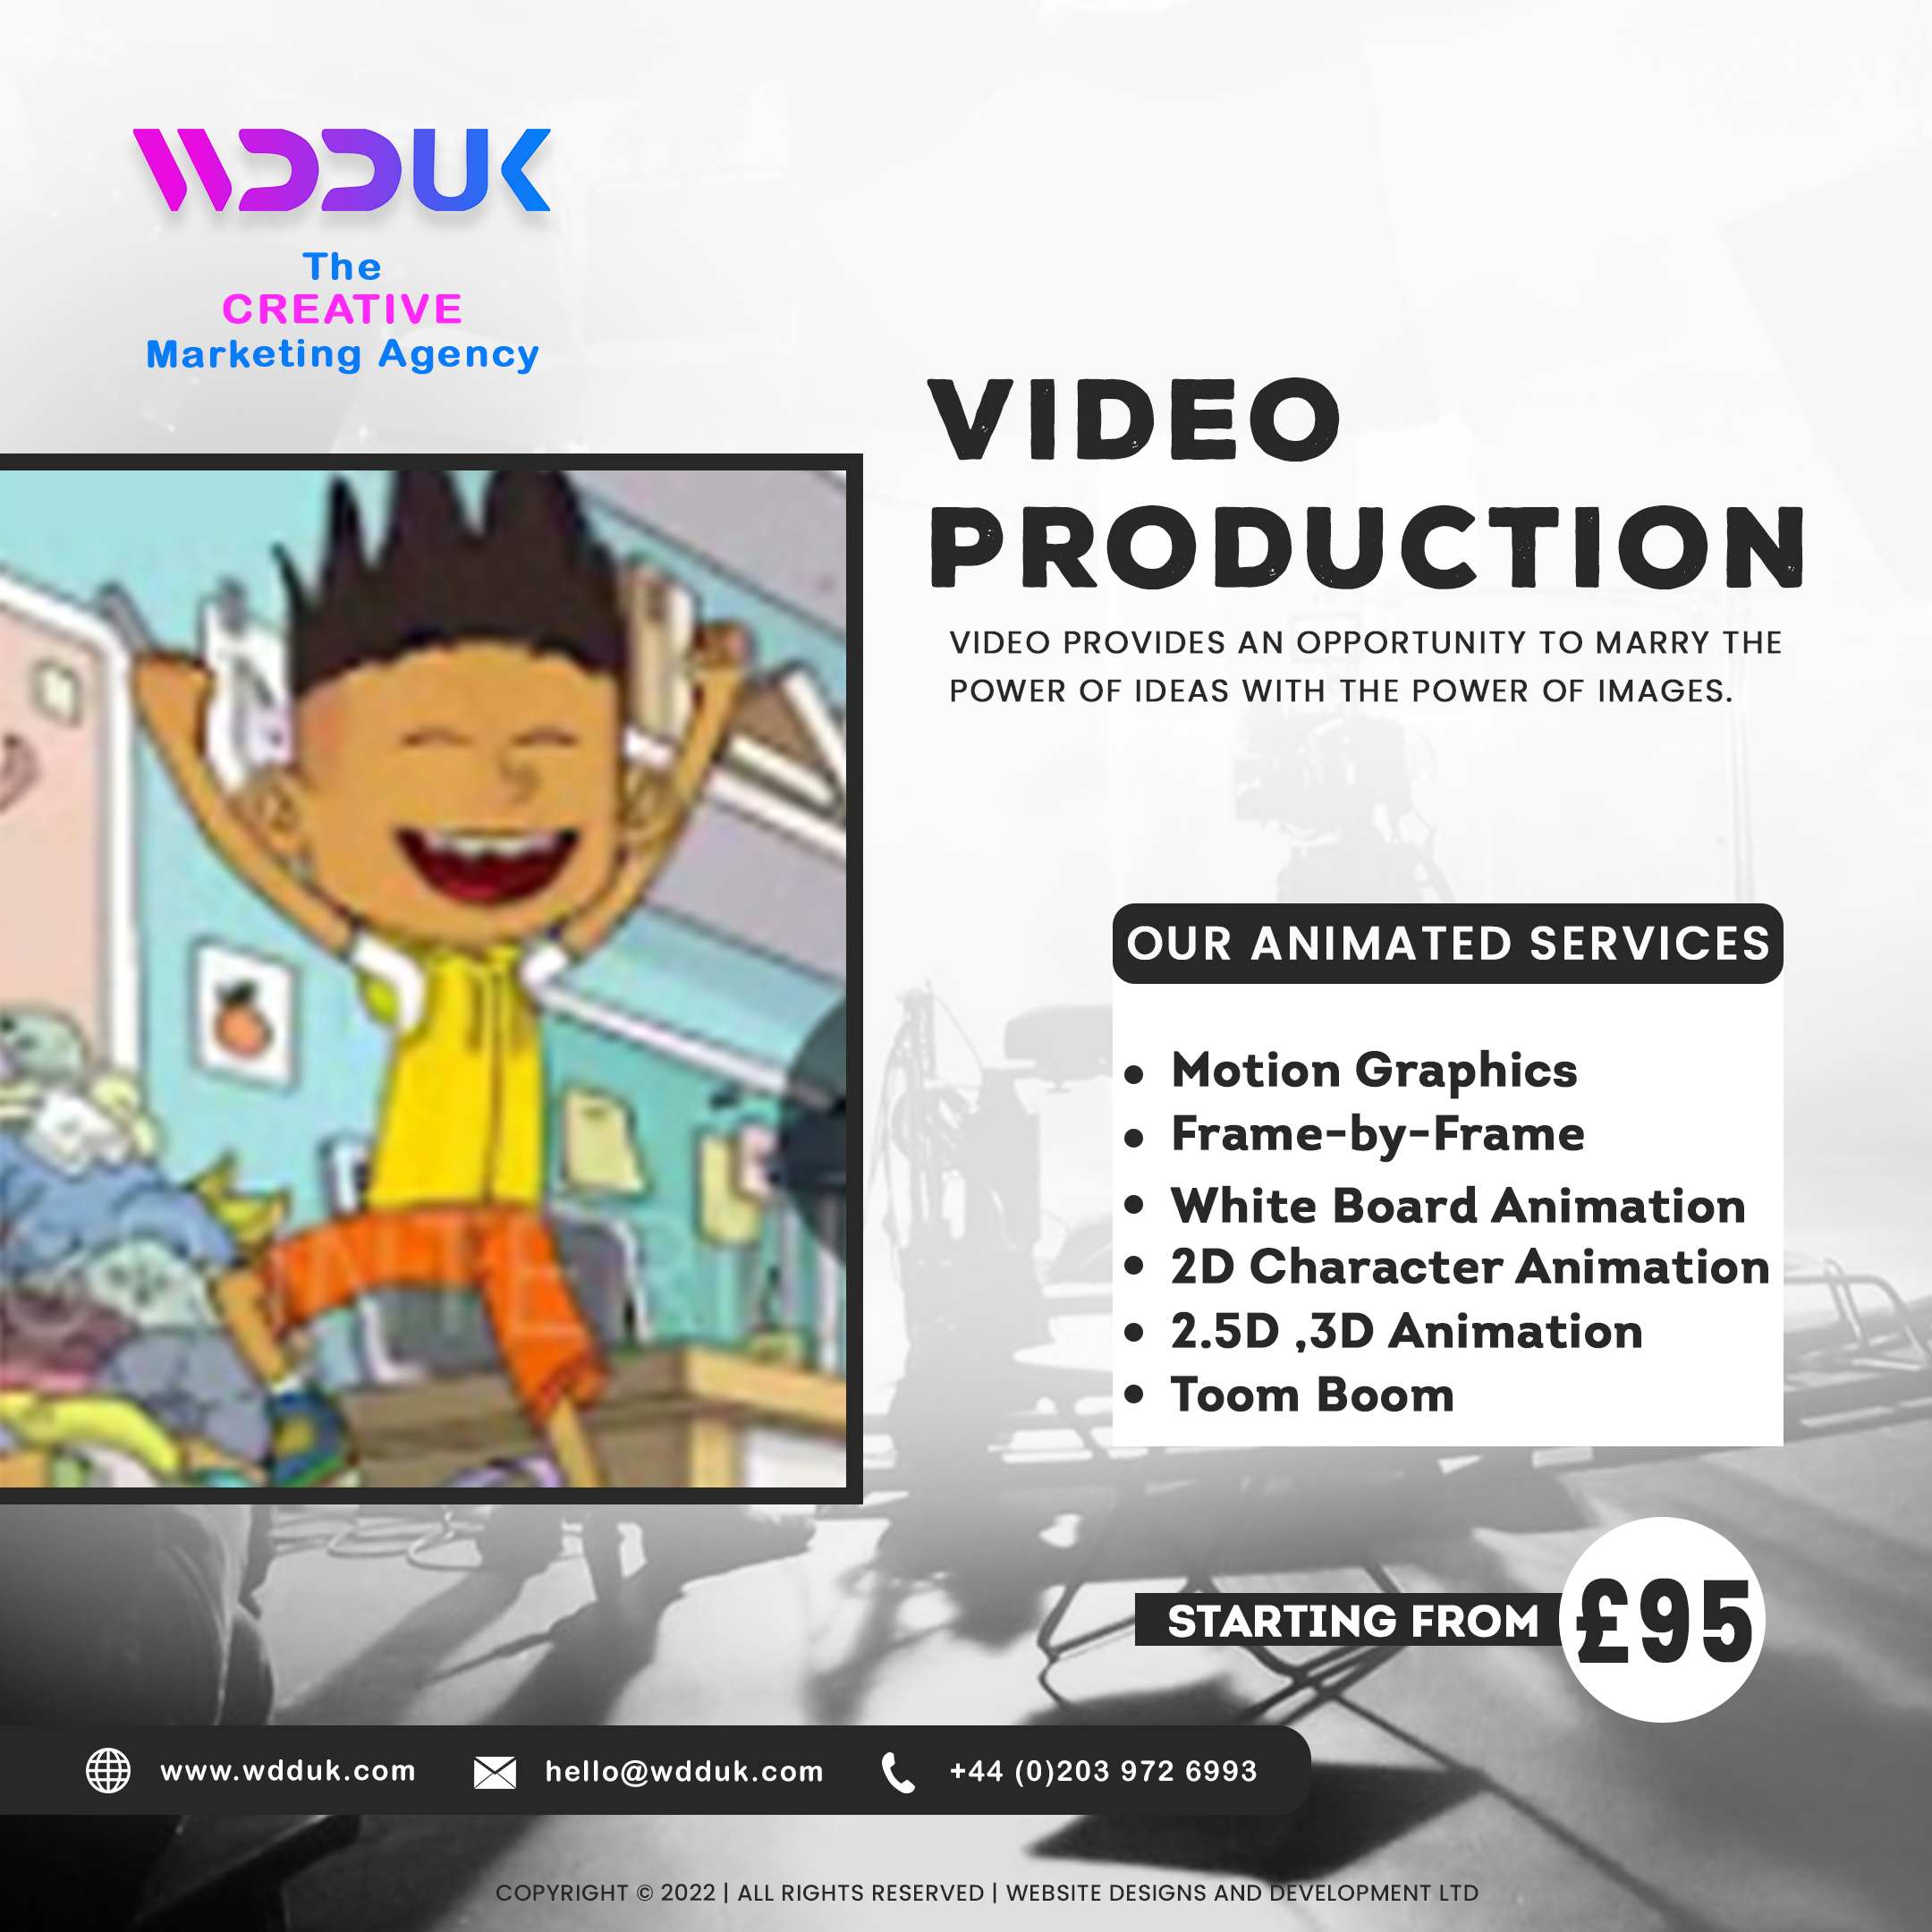 WDDUK
The
CREATIVE
Marketing Agency
VIDEO
PRODUCTION
VIDEO PROVIDES AN OPPORTUNITY TO MARRY THE
POWER OF IDEAS WITH THE POWER OF IMAGES.
OUR ANIMATED SERVICES
• Motion Graphics
• Frame-by-Frame
• White Board Animation
• 2D Character Animation
• 2.5D ,3D Animation
• Toom Boom
STARTING FROM £95
www.wdduk.com hello@wdduk.com +44 (0)203 972 6993
COPYRIGHT © 2022 | ALL RIGHTS RESERVED | WEBSITE DESIGNS AND DEVELOPMENT LTD